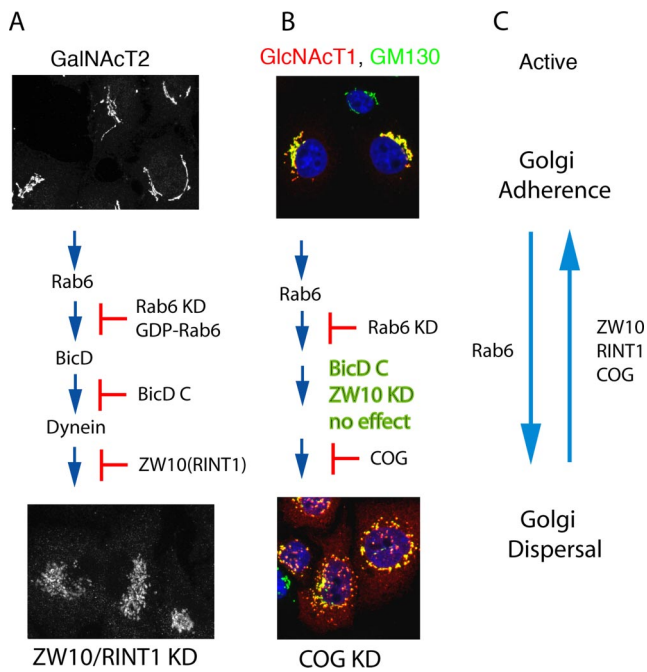 A
GalNAcT2
Rab6
Rab6 KD
GDP-Rab6
BicD
BicD C
Dynein
ZW10(RINT1)
ZW10/RINT1 KD
B
GlcNAcT1, GM130
Rab6
Rab6 KD
BicD C
ZW10 KD
no effect
COG
COG KD
C
Active
Golgi
Adherence
Rab6
ZW10
RINT1
COG
Golgi
Dispersal